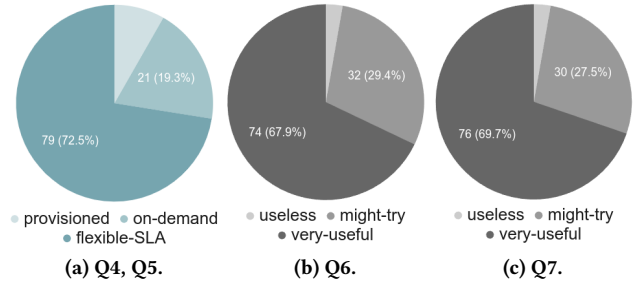 21 (19.3%)
79 (72.5%)
provisioned on-demand
flexible-SLA
(a) Q4, Q5.
32 (29.4%)
74 (67.9%)
useless might-try
very-useful
(b) Q6.
30 (27.5%)
76 (69.7%)
useless might-try
very-useful
(c) Q7.